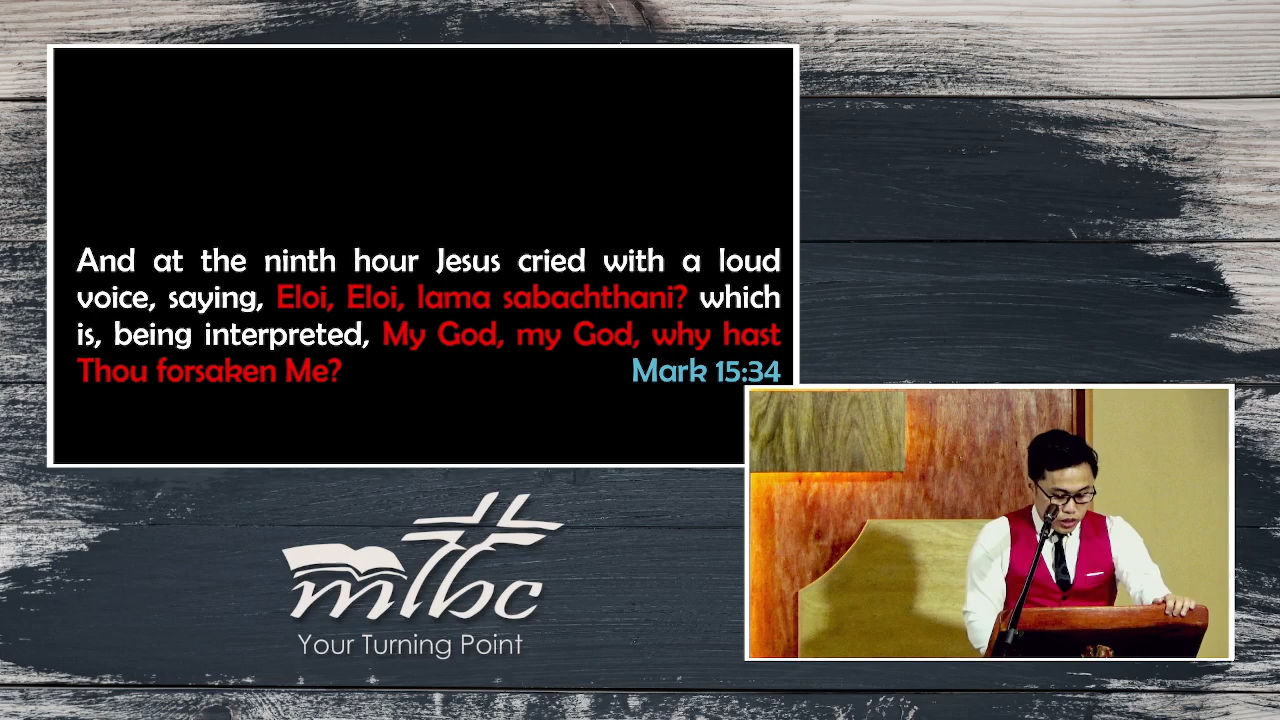 And at the ninth hour Jesus cried with a loud
voice, saying, Eloi, Eloi, lama sabachthani? which
is, being interpreted, My God, my God, why hast
Thou forsaken Me? Mark 15:34
mlbc
Your Turning Point